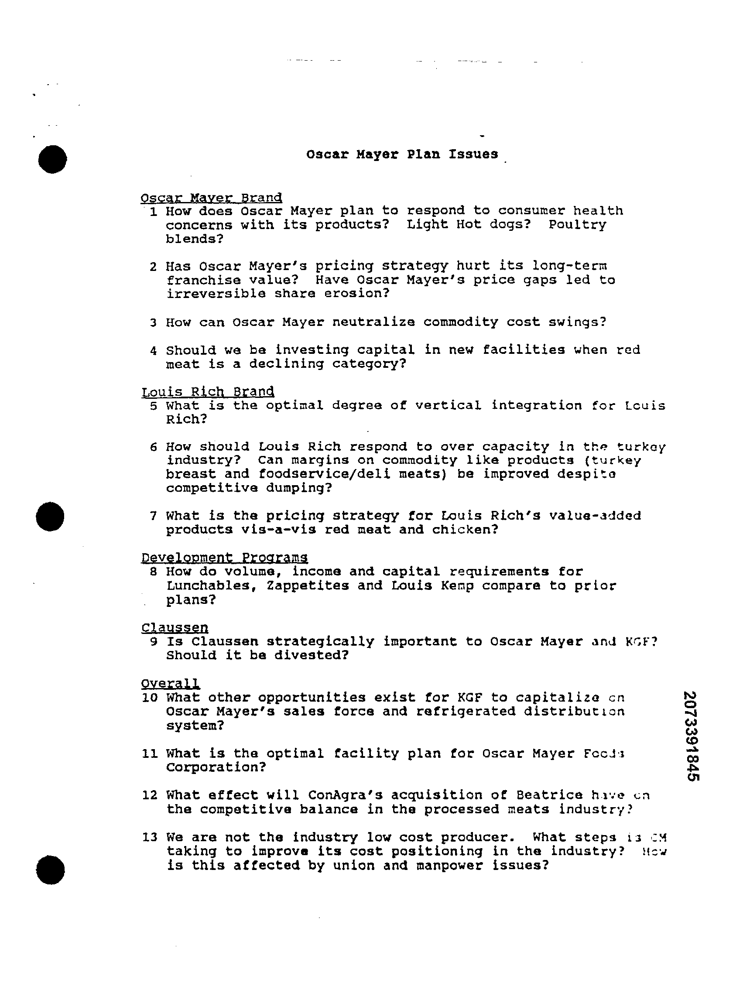 Oscar Mayer Plan Issues
Oscar Mayer Brand
1 How does Oscar Mayer plan to respond to consumer health
concerns with its products? Light Hot dogs? Poultry
blends?
2 Has Oscar Mayer's pricing strategy hurt its long-term
franchise value? Have Oscar Mayer's price gaps led to
irreversible share erosion?
3 How can Oscar Mayer neutralize commodity cost swings?
4 Should we be investing capital in new facilities when red
meat is a declining category?
Louis Rich Brand
5 What is the optimal degree of vertical integration for Louis
Rich?
6 How should Louis Rich respond to over capacity in the turkey
industry? Can margins on commodity like products (turkey
breast and foodservice/deli meats) be improved despite
competitive dumping?
7 What is the pricing strategy for Louis Rich's value-added
products vis-a-vis red meat and chicken?
Development Programs
8 How do volume, income and capital requirements for
Lunchables, Zappetites and Louis Kemp compare to prior
plans?
Claussen
9 Is Claussen strategically important to Oscar Mayer and KGF?
Should it be divested?
Overall
10 What other opportunities exist for KGF to capitalize on
Oscar Mayer's sales force and refrigerated distribution
system?
11 What is the optimal facility plan for Oscar Mayer Foods
Corporation?
12 What effect will ConAgra's acquisition of Beatrice have on
the competitive balance in the processed meats industry?
13 We are not the industry low cost producer. What steps is OM
taking to improve its cost positioning in the industry? How
is this affected by union and manpower issues?
2073391845